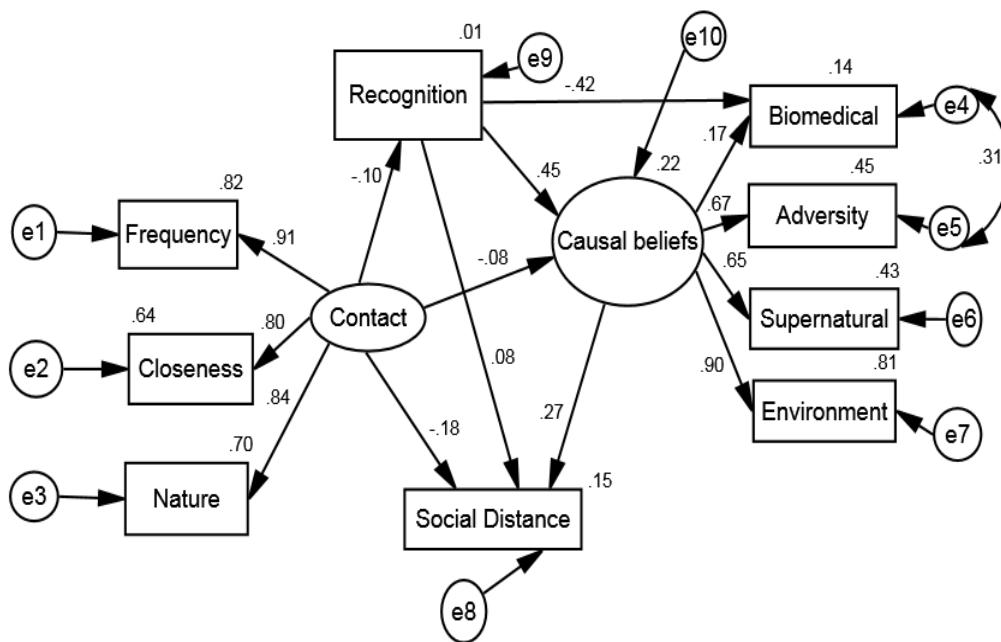 .01
e9
e10
Recognition
-.42
.14
Biomedical
e4
.17
.31
-.10
.45
.22
.45
.82
.67
Adversity
e5
e1
Frequency
.91
Causal beliefs
-.08
.65
.43
.64
.80
Contact
Supernatural
e6
e2
Closeness
.08
.90
.81
.84
Environment
.27
e7
.70
-.18
e3
Nature
.15
Social Distance
e8